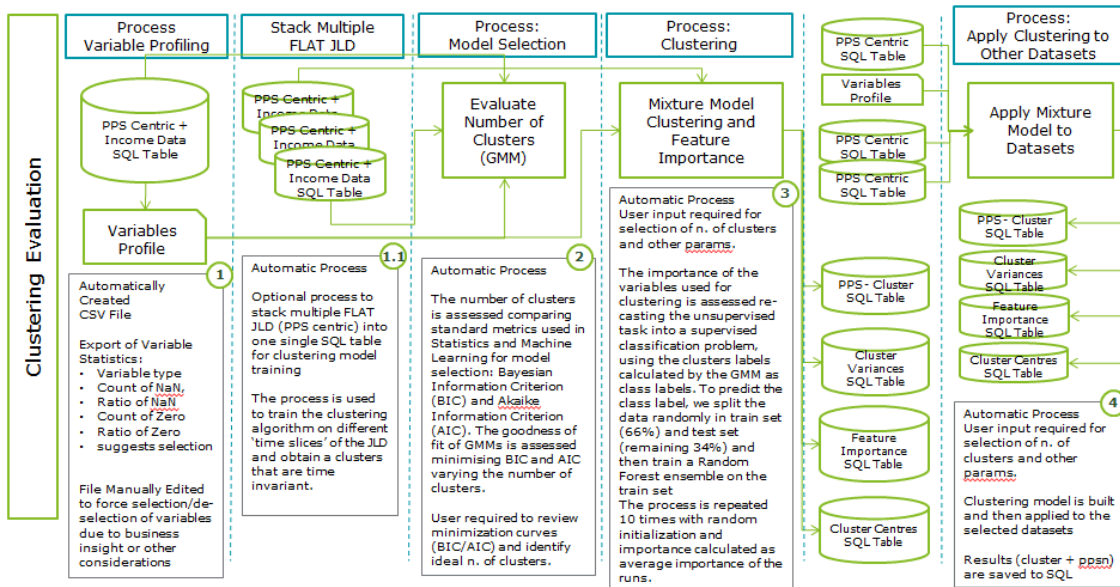 Clustering Evaluation
Process
Variable Profiling
PPS Centric +
Income Data
SQL Table
Variables
Profile
1
Automatically
Created
CSV File
Export of Variable
Statistics:
• Variable type
• Count of NaN,
• Ratio of NaN
• Count of Zero
• Ratio of Zero
• suggests selection
File Manually Edited
to force selection/de-
selection of variables
due to business
insight or other
considerations
Stack Multiple
FLAT JLD
PPS Centric +
Income Data
PPS Centric +
Income Data
PPS Centric +
Income Data
SQL Table
1.1
Automatic Process
Optional process to
stack multiple FLAT
JLD (PPS centric) into
one single SQL table
for clustering model
training
The process is used
to train the clustering
algorithm on different
'time slices' of the JLD
and obtain a clusters
that are time
invariant.
Process:
Model Selection
Evaluate
Number of
Clusters
(GMM)
2
Automatic Process
The number of clusters
is assessed comparing
standard metrics used in
Statistics and Machine
Learning for model
selection: Bayesian
Information Criterion
(BIC) and Akaike
Information Criterion
(AIC). The goodness of
fit of GMMs is assessed
minimising BIC and AIC
varying the number of
clusters.
User required to review
minimization curves
(BIC/AIC) and identify
ideal n. of clusters.
Process:
Clustering
Mixture Model
Clustering and
Feature
Importance
3
Automatic Process
User input required for
selection of n. of clusters
and other params.
The importance of the
variables used for
clustering is assessed re-
casting the unsupervised
task into a supervised
classification problem,
using the clusters labels
calculated by the GMM as
class labels. To predict the
class label, we split the
data randomly in train set
(66%) and test set
(remaining 34%) and
then train a Random
Forest ensemble on the
train set
The process is repeated
10 times with random
initialization and
importance calculated as
average importance of the
runs.
PPS Centric
SQL Table
Variables
Profile
PPS Centric
SQL Table
PPS Centric
SQL Table
PPS - Cluster
SQL Table
Cluster
Variances
SQL Table
Feature
Importance
SQL Table
Cluster Centres
SQL Table
Process:
Apply Clustering to
Other Datasets
Apply Mixture
Model to
Datasets
PPS - Cluster
SQL Table
Cluster
Variances
SQL Table
Feature
Importance
SQL Table
Cluster Centres
SQL Table
4
Automatic Process
User input required for
selection of n. of
clusters and other
params.
Clustering model is built
and then applied to the
selected datasets
Results (cluster + ppsn)
are saved to SQL